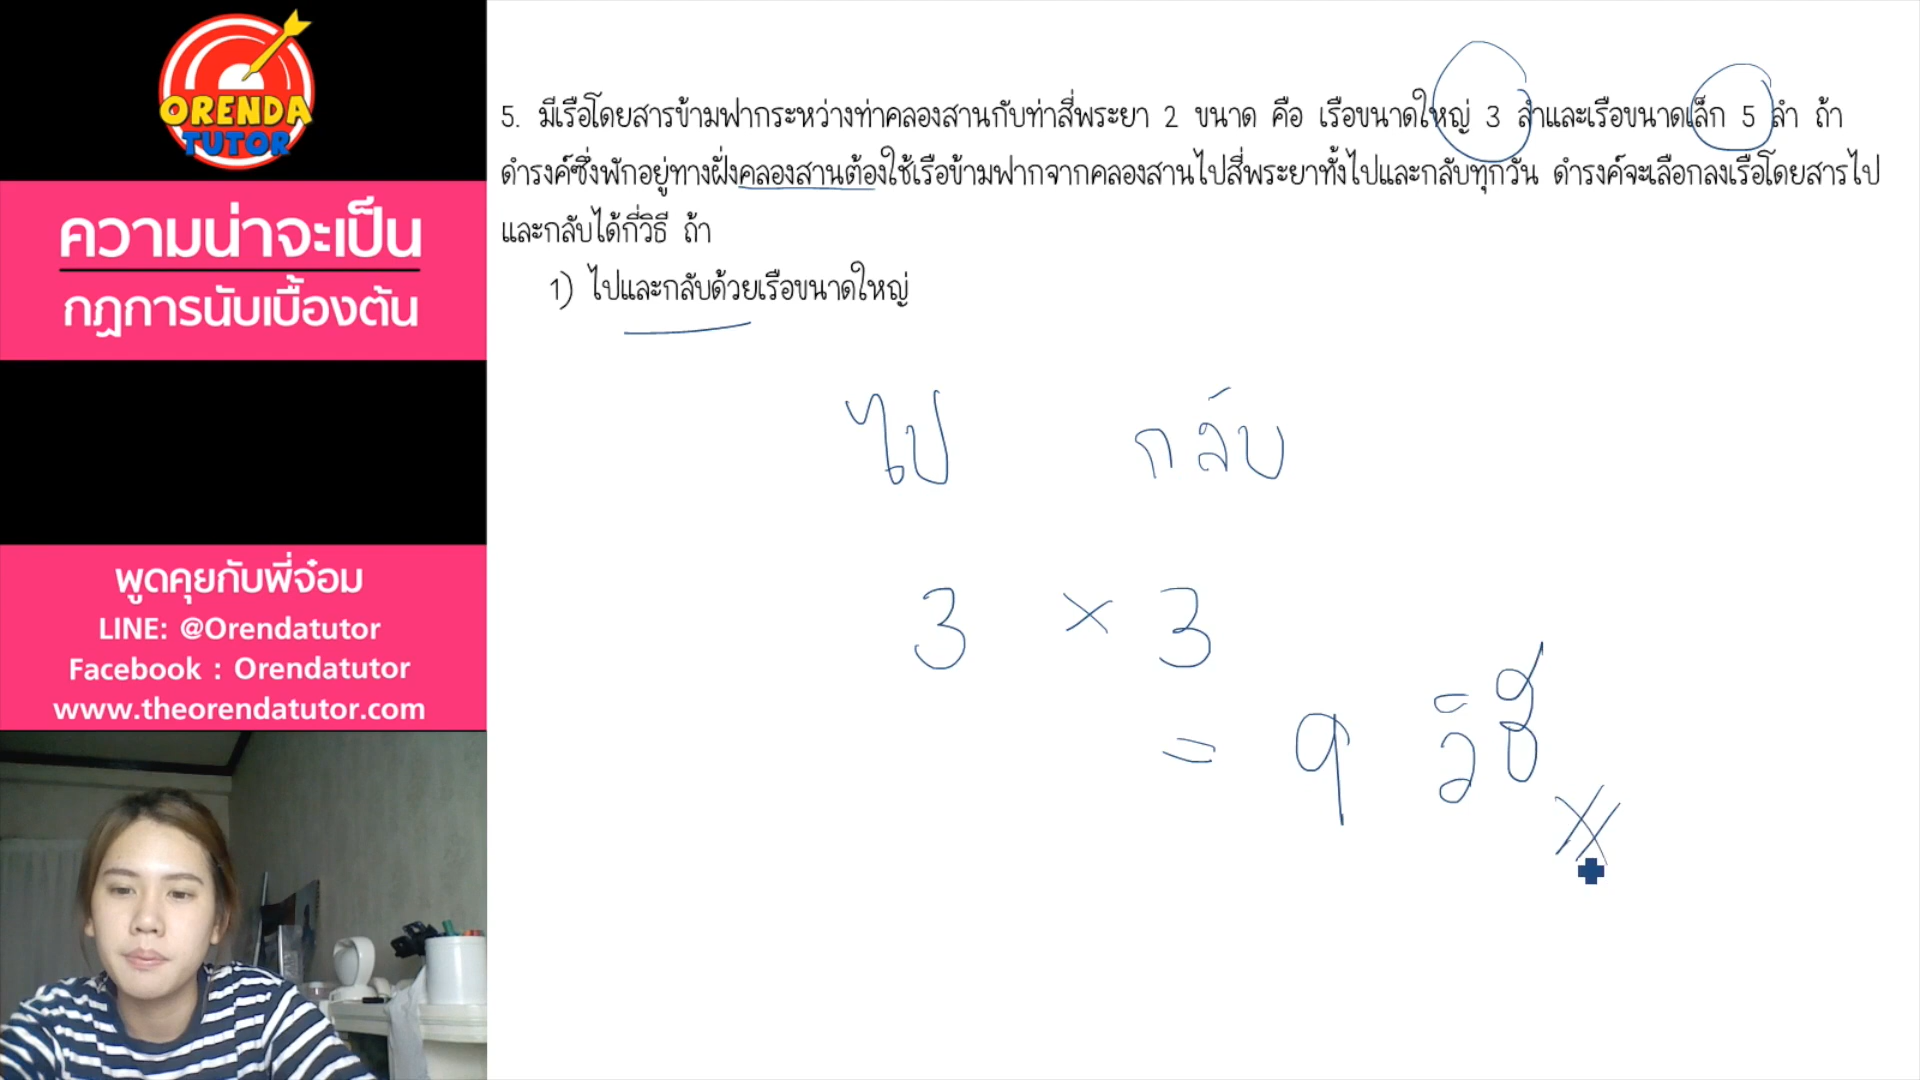 ORENDA
TUTOR
ความน่าจะเป็น
กฎการนับเบื้องต้น
พูดคุยกับพี่จ๋อม
LINE: @Orendatutor
Facebook : Orendatutor
www.theorendatutor.com
5. มีเรือโดยสารข้ามฟากระหว่างท่าคลองสานกับท่าสี่พระยา 2 ขนาด คือ เรือขนาดใหญ่ 3 ลำและเรือขนาดเล็ก 5 ลำ ถ้า
ดำรงค์ซึ่งพักอยู่ทางฝั่งคลองสานต้องใช้เรือข้ามฟากจากคลองสานไปสี่พระยาทั้งไปและกลับทุกวัน ดำรงค์จะเลือกลงเรือโดยสารไป
และกลับได้กี่วิธี ถ้า
1) ไปและกลับด้วยเรือขนาดใหญ่
ไป กลับ
3 × 3
= 9 วิธี